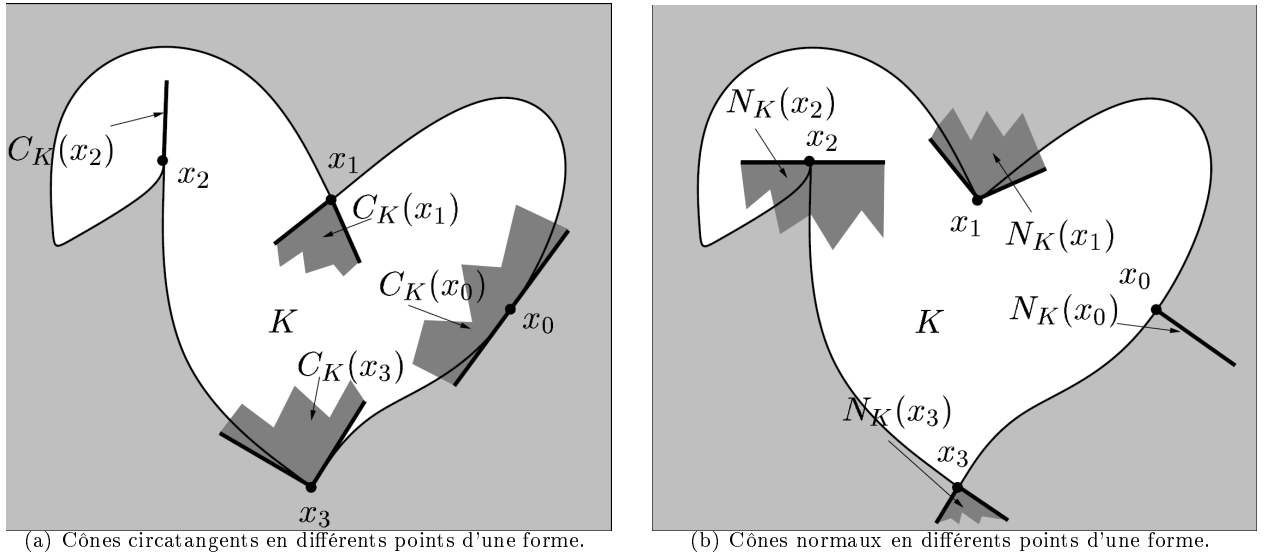 C_K(x_2)
x_2
x_1
C_K(x_1)
C_K(x_0)
x_0
K
C_K(x_3)
x_3
(a) Cônes circatangents en différents points d'une forme.
N_K(x_2)
x_2
x_1
N_K(x_1)
x_0
N_K(x_0)
K
N_K(x_3)
x_3
(b) Cônes normaux en différents points d'une forme.